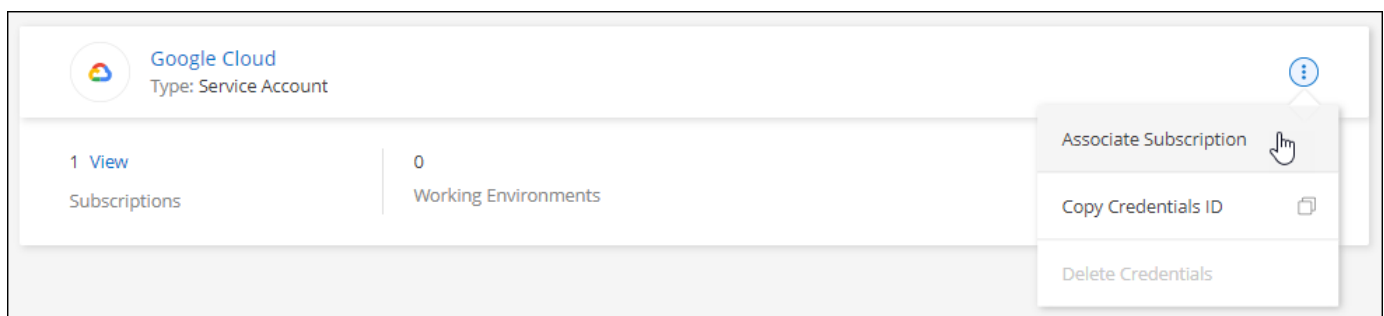 Google Cloud
Type: Service Account
Associate Subscription
1 View
0
Subscriptions
Working Environments
Copy Credentials ID
Delete Credentials